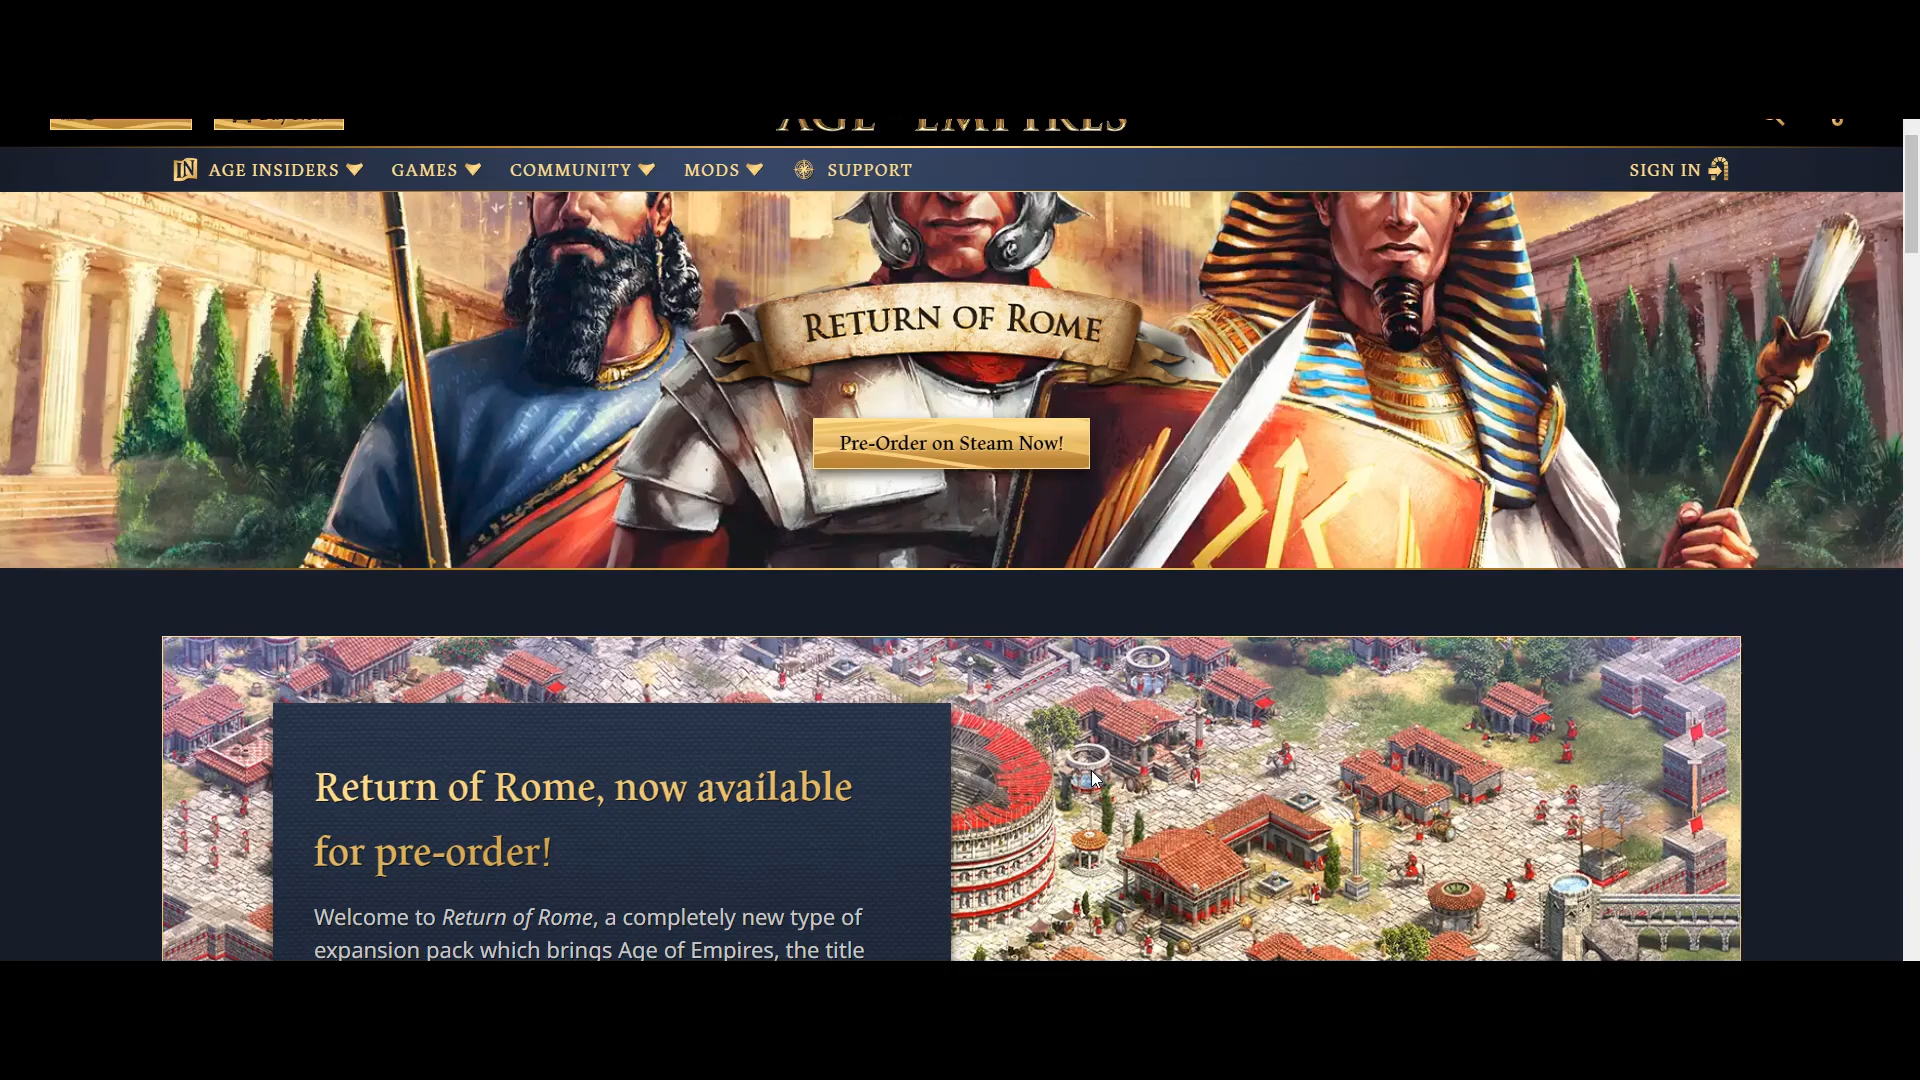 AGE EMPIRES
AGE INSIDERS
GAMES
COMMUNITY
MODS
SUPPORT
SIGN IN
RETURN OF ROME
Pre-Order on Steam Now!
Return of Rome, now available
for pre-order!
Welcome to Return of Rome, a completely new type of
expansion pack which brings Age of Empires, the title